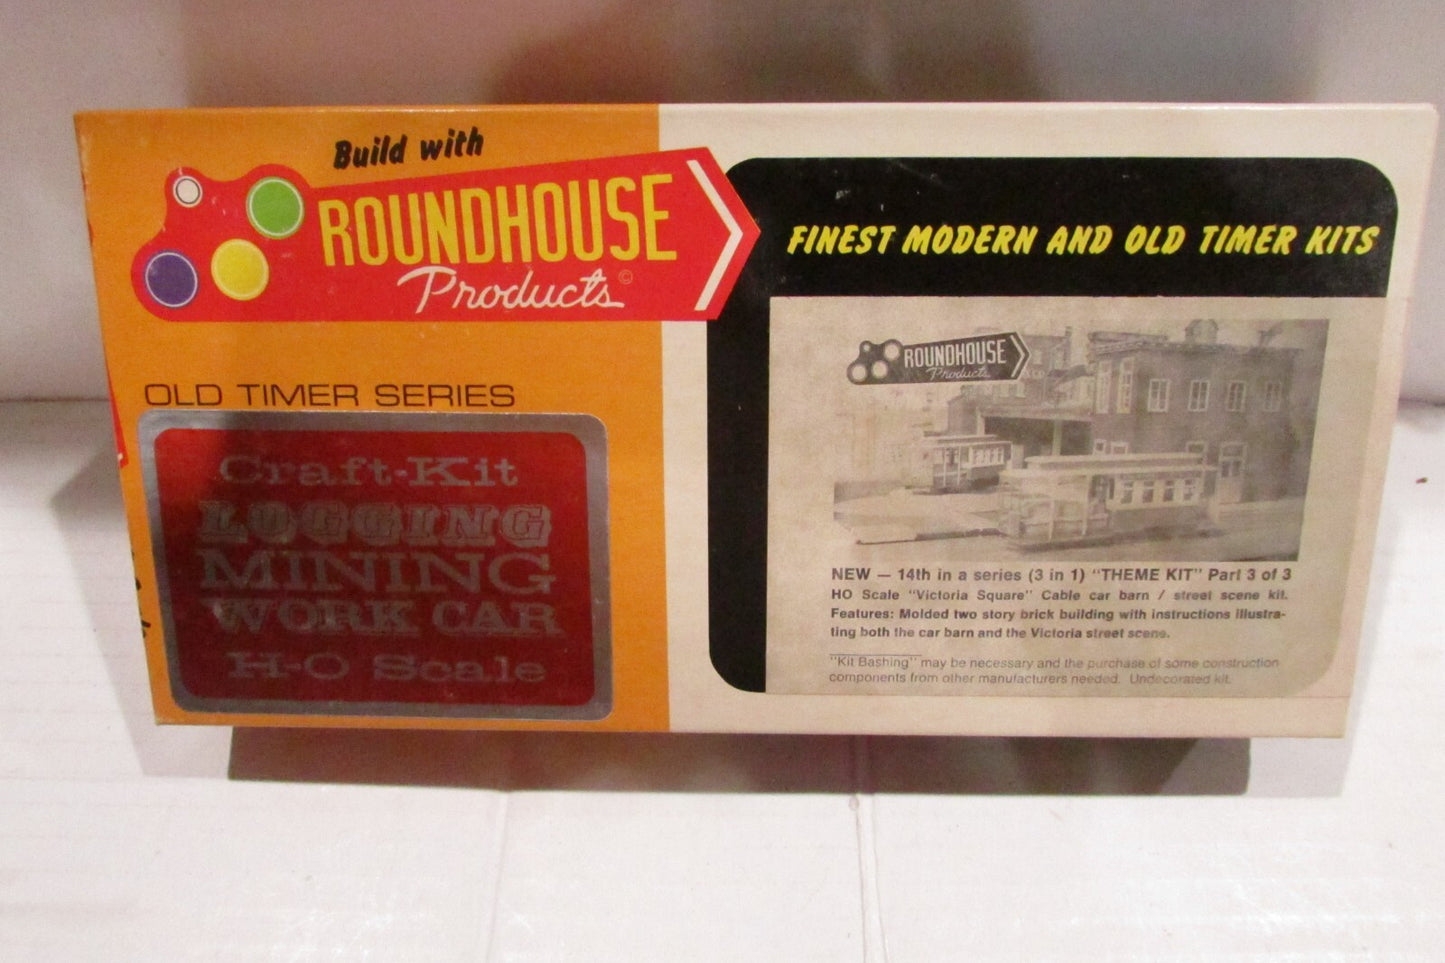 Build with
ROUNDHOUSE
Products ©
OLD TIMER SERIES
Craft-Kit
LOGGING
MINING
WORK CAR
H-O Scale
FINEST MODERN AND OLD TIMER KITS
ROUNDHOUSE
Products
NEW — 14th in a series (3 in 1) "THEME KIT" Part 3 of 3
HO Scale "Victoria Square" Cable car barn / street scene kit.
Features: Molded two story brick building with instructions illustra-
ting both the car barn and the Victoria street scene.
"Kit Bashing" may be necessary and the purchase of some construction
components from other manufacturers needed. Undecorated kit.